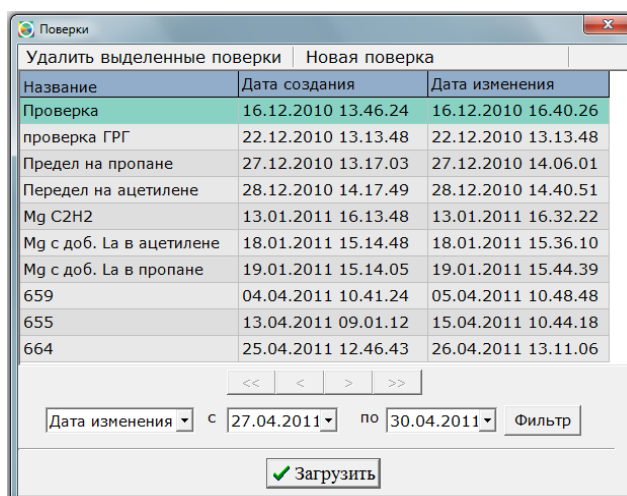 Поверки
Удалить выделенные поверки Новая поверка
Название Дата создания Дата изменения
Проверка 16.12.2010 13.46.24 16.12.2010 16.40.26
проверка ГРГ 22.12.2010 13.13.48 22.12.2010 13.13.48
Предел на пропане 27.12.2010 13.17.03 27.12.2010 14.06.01
Передел на ацетилене 28.12.2010 14.17.49 28.12.2010 14.40.51
Mg C2H2 13.01.2011 16.13.48 13.01.2011 16.32.22
Mg с доб. La в ацетилене 18.01.2011 15.14.48 18.01.2011 15.36.10
Mg с доб. La в пропане 19.01.2011 15.14.05 19.01.2011 15.44.39
659 04.04.2011 10.41.24 05.04.2011 10.48.48
655 13.04.2011 09.01.12 15.04.2011 10.44.18
664 25.04.2011 12.46.43 26.04.2011 13.11.06
<< < > >>
Дата изменения с 27.04.2011 по 30.04.2011 Фильтр
Загрузить